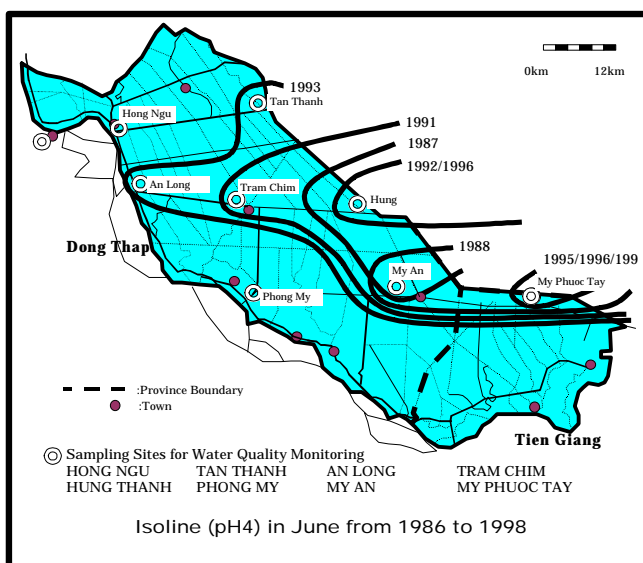 1993
0km 12km
Tan Thanh
1991
Hong Ngu
1987
1992/1996
An Long
Tram Chim
Hung
Dong Thap
1988
1995/1996/199
My An
My Phuoc Tay
Phong My
:Province Boundary
:Town
Tien Giang
Sampling Sites for Water Quality Monitoring
HONG NGU TAN THANH AN LONG TRAM CHIM
HUNG THANH PHONG MY MY AN MY PHUOC TAY
Isoline (pH4) in June from 1986 to 1998